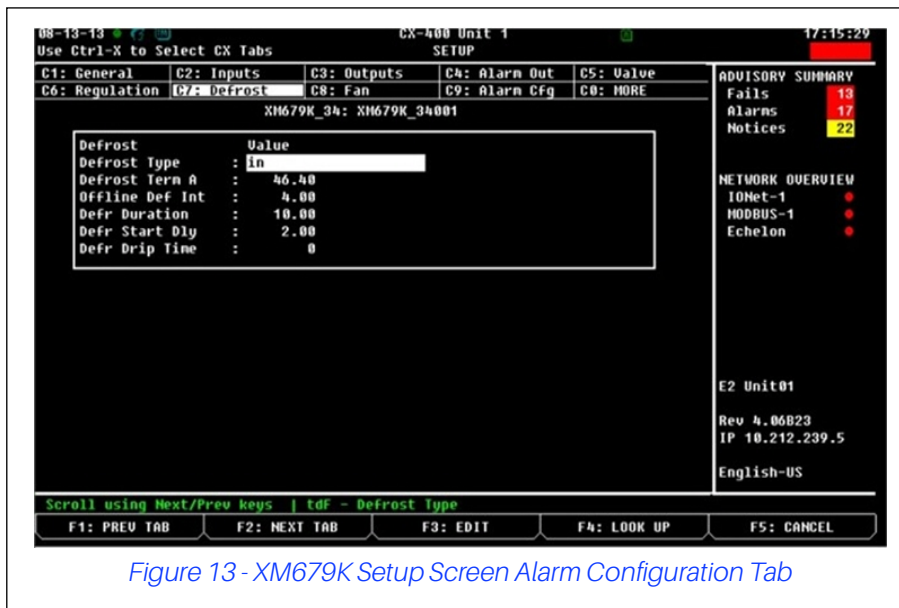 08-13-13 CX-400 Unit 1 17:15:29
Use Ctrl-X to Select CX Tabs SETUP
C1: General C2: Inputs C3: Outputs C4: Alarm Out C5: Valve
C6: Regulation C7: Defrost C8: Fan C9: Alarm Cfg C0: MORE
XM679K_34: XM679K_34001
Defrost Value
Defrost Type : in
Defrost Term A : 46.40
Offline Def Int : 4.00
Defr Duration : 10.00
Defr Start Dly : 2.00
Defr Drip Time : 0
ADVISORY SUMMARY
Fails 13
Alarms 17
Notices 22
NETWORK OVERVIEW
IONet-1
MODBUS-1
Echelon
E2 Unit01
Rev 4.06B23
IP 10.212.239.5
English-US
Scroll using Next/Prev keys | tdF - Defrost Type
F1: PREV TAB F2: NEXT TAB F3: EDIT F4: LOOK UP F5: CANCEL
Figure 13 - XM679K Setup Screen Alarm Configuration Tab